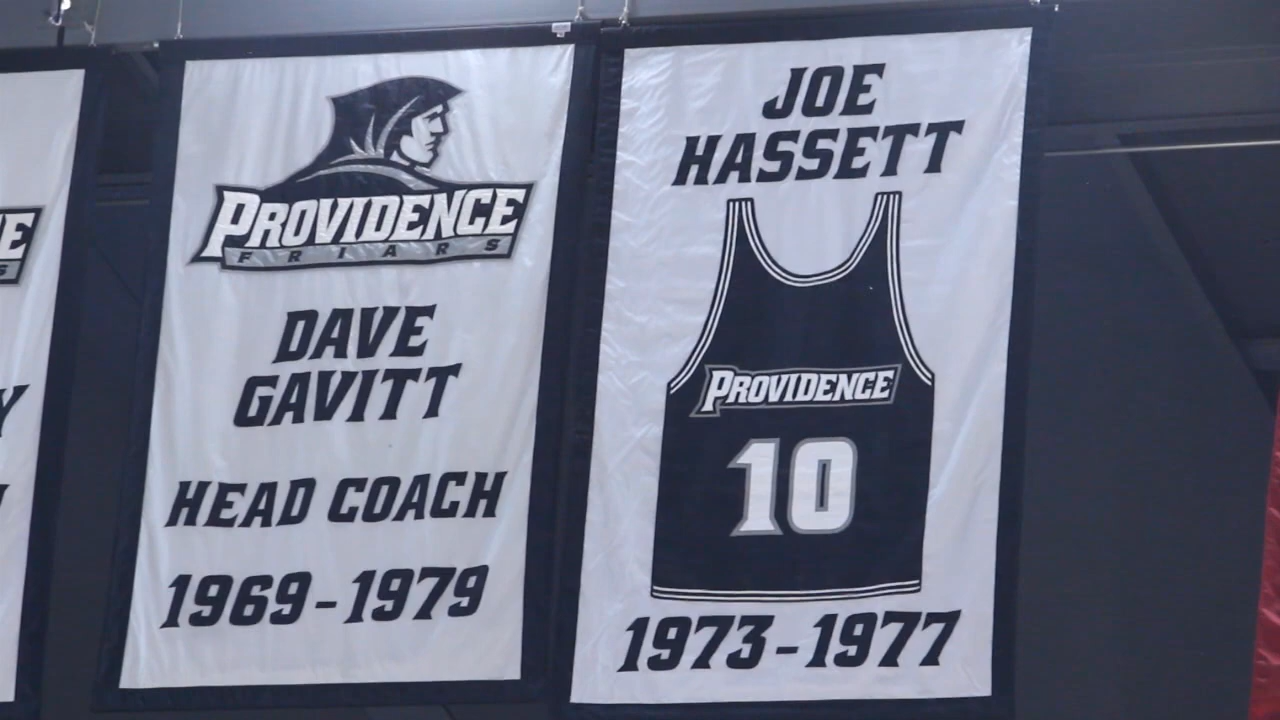 PROVIDENCE
FRIARS
DAVE
GAVITT
HEAD COACH
1969-1979
JOE
HASSETT
PROVIDENCE
10
1973-1977